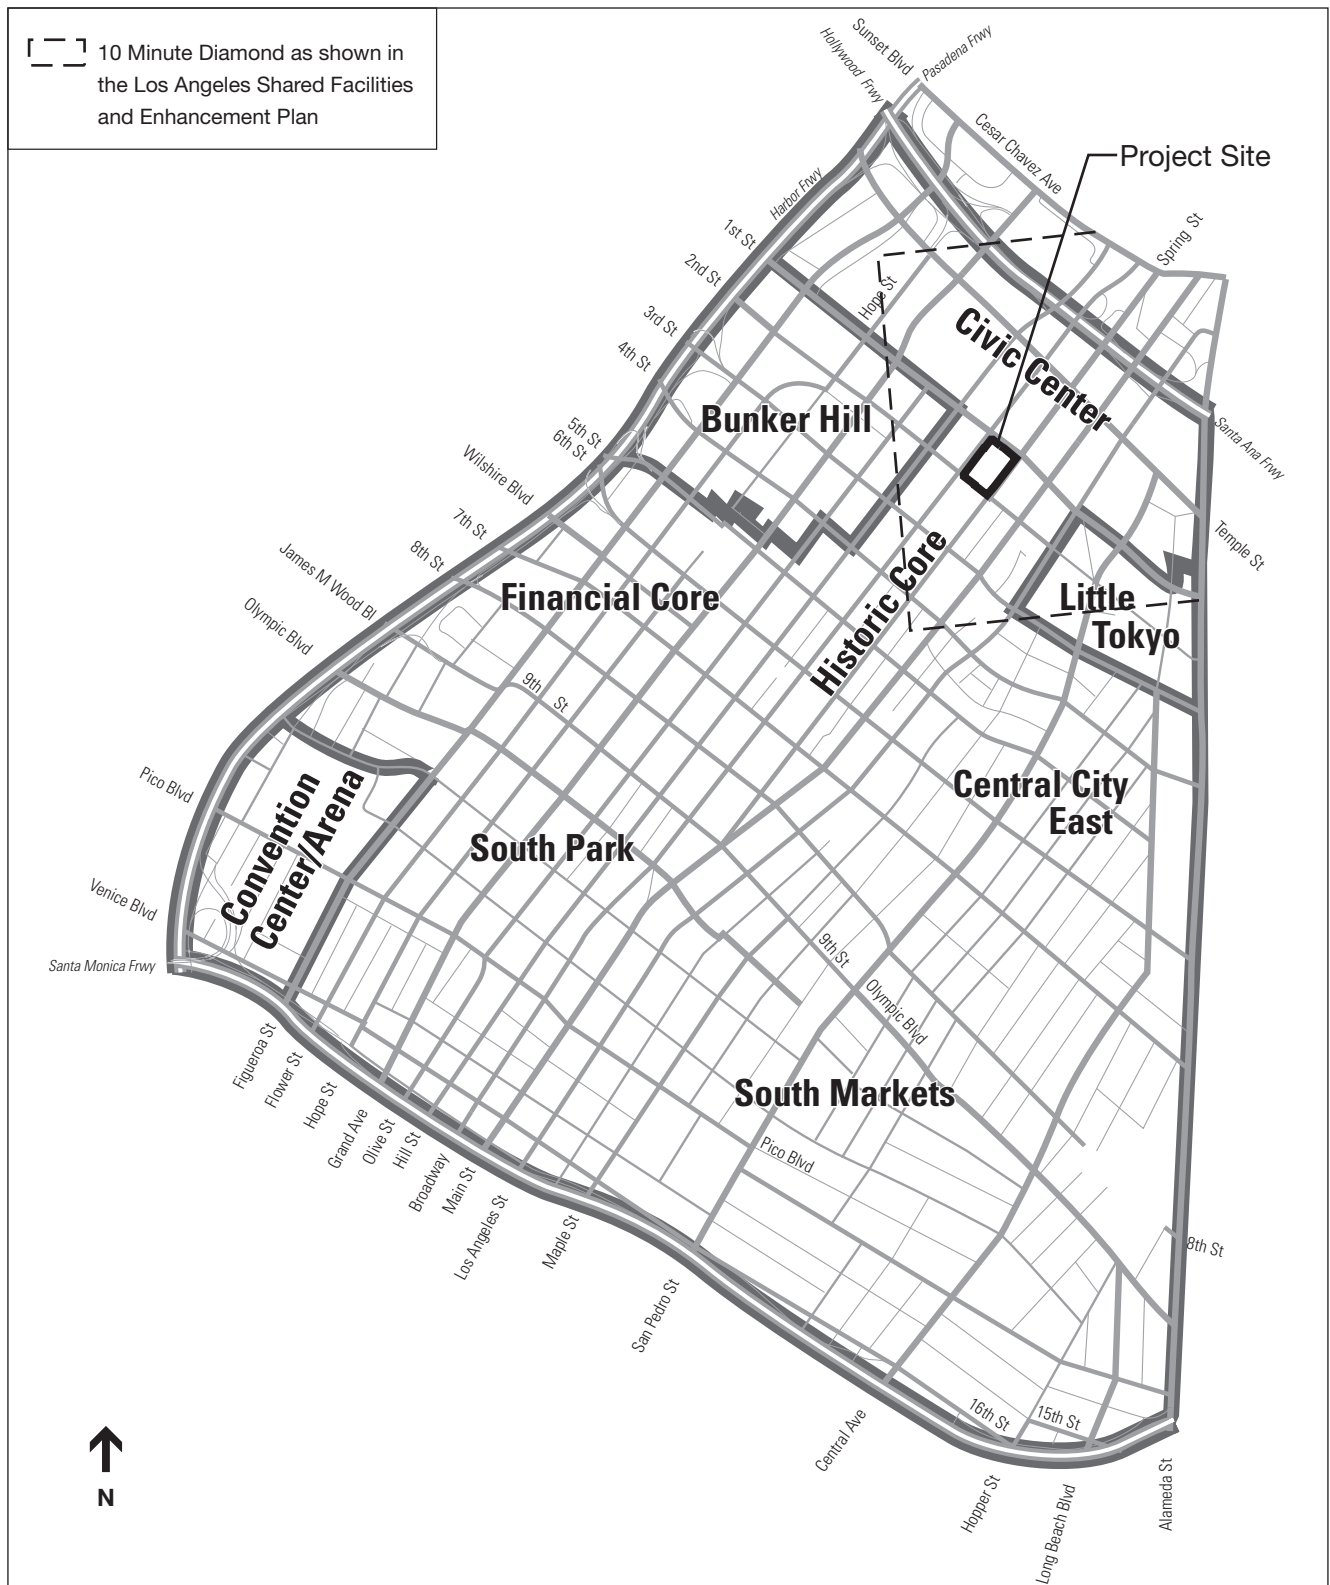 10 Minute Diamond as shown in
the Los Angeles Shared Facilities
and Enhancement Plan
Sunset Blvd
Pasadena Frwy
Hollywood Frwy
Cesar Chavez Ave
Project Site
Harbor Frwy
Spring St
1st St
2nd St
Hope St
3rd St
4th St
Civic Center
Bunker Hill
5th St
6th St
Santa Ana Frwy
Wilshire Blvd
7th St
Temple St
8th St
James M Wood Bl
Financial Core
Historic Core
Little
Tokyo
Olympic Blvd
9th St
Pico Blvd
Convention
Center/Arena
Central City
East
South Park
Venice Blvd
9th St
Santa Monica Frwy
Olympic Blvd
Figueroa St
Flower St
Hope St
Grand Ave
Olive St
Hill St
Broadway
Main St
Los Angeles St
Maple St
San Pedro St
South Markets
Pico Blvd
8th St
Central Ave
16th St
15th St
Hopper St
Long Beach Blvd
Alameda St
N